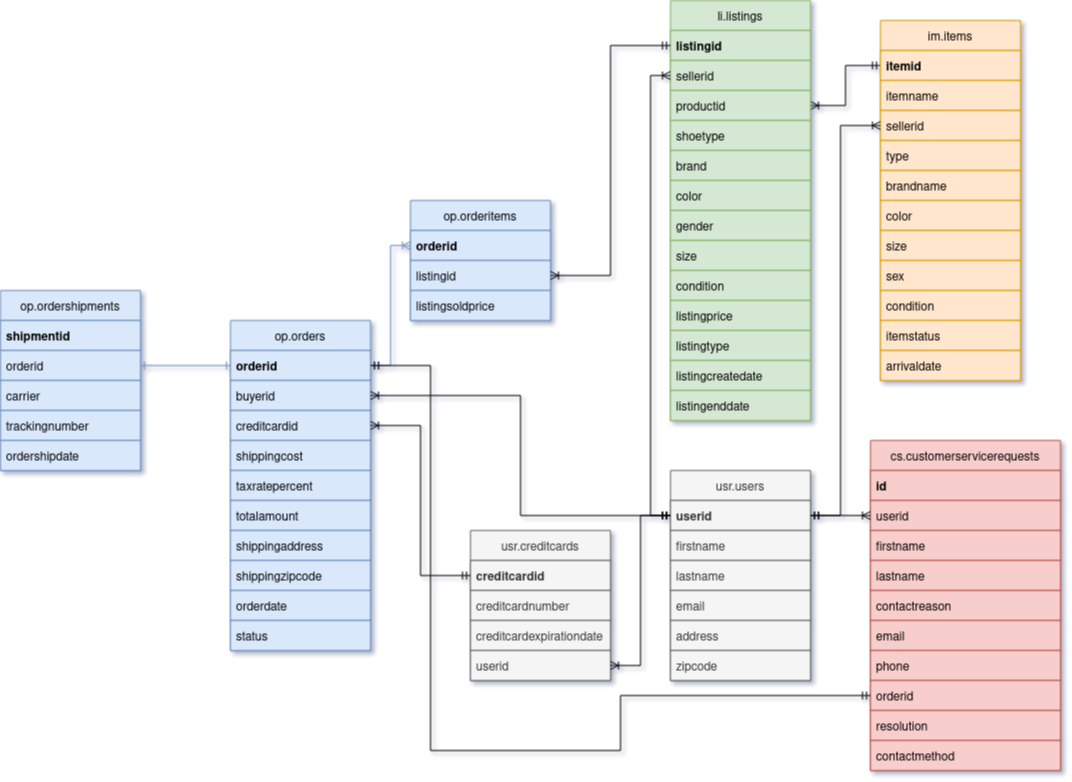 li.listings
listingid
sellerid
productid
shoetype
brand
color
gender
size
condition
listingprice
listingtype
listingcreatedate
listingenddate
im.items
itemid
itemname
sellerid
type
brandname
color
size
sex
condition
itemstatus
arrivaldate
op.orderitems
orderid
listingid
listingsoldprice
op.ordershipments
shipmentid
orderid
carrier
trackingnumber
ordershipdate
op.orders
orderid
buyerid
creditcardid
shippingcost
taxratepercent
totalamount
shippingaddress
shippingzipcode
orderdate
status
usr.creditcards
creditcardid
creditcardnumber
creditcardexpirationdate
userid
usr.users
userid
firstname
lastname
email
address
zipcode
cs.customerservicerequests
id
userid
firstname
lastname
contactreason
email
phone
orderid
resolution
contactmethod